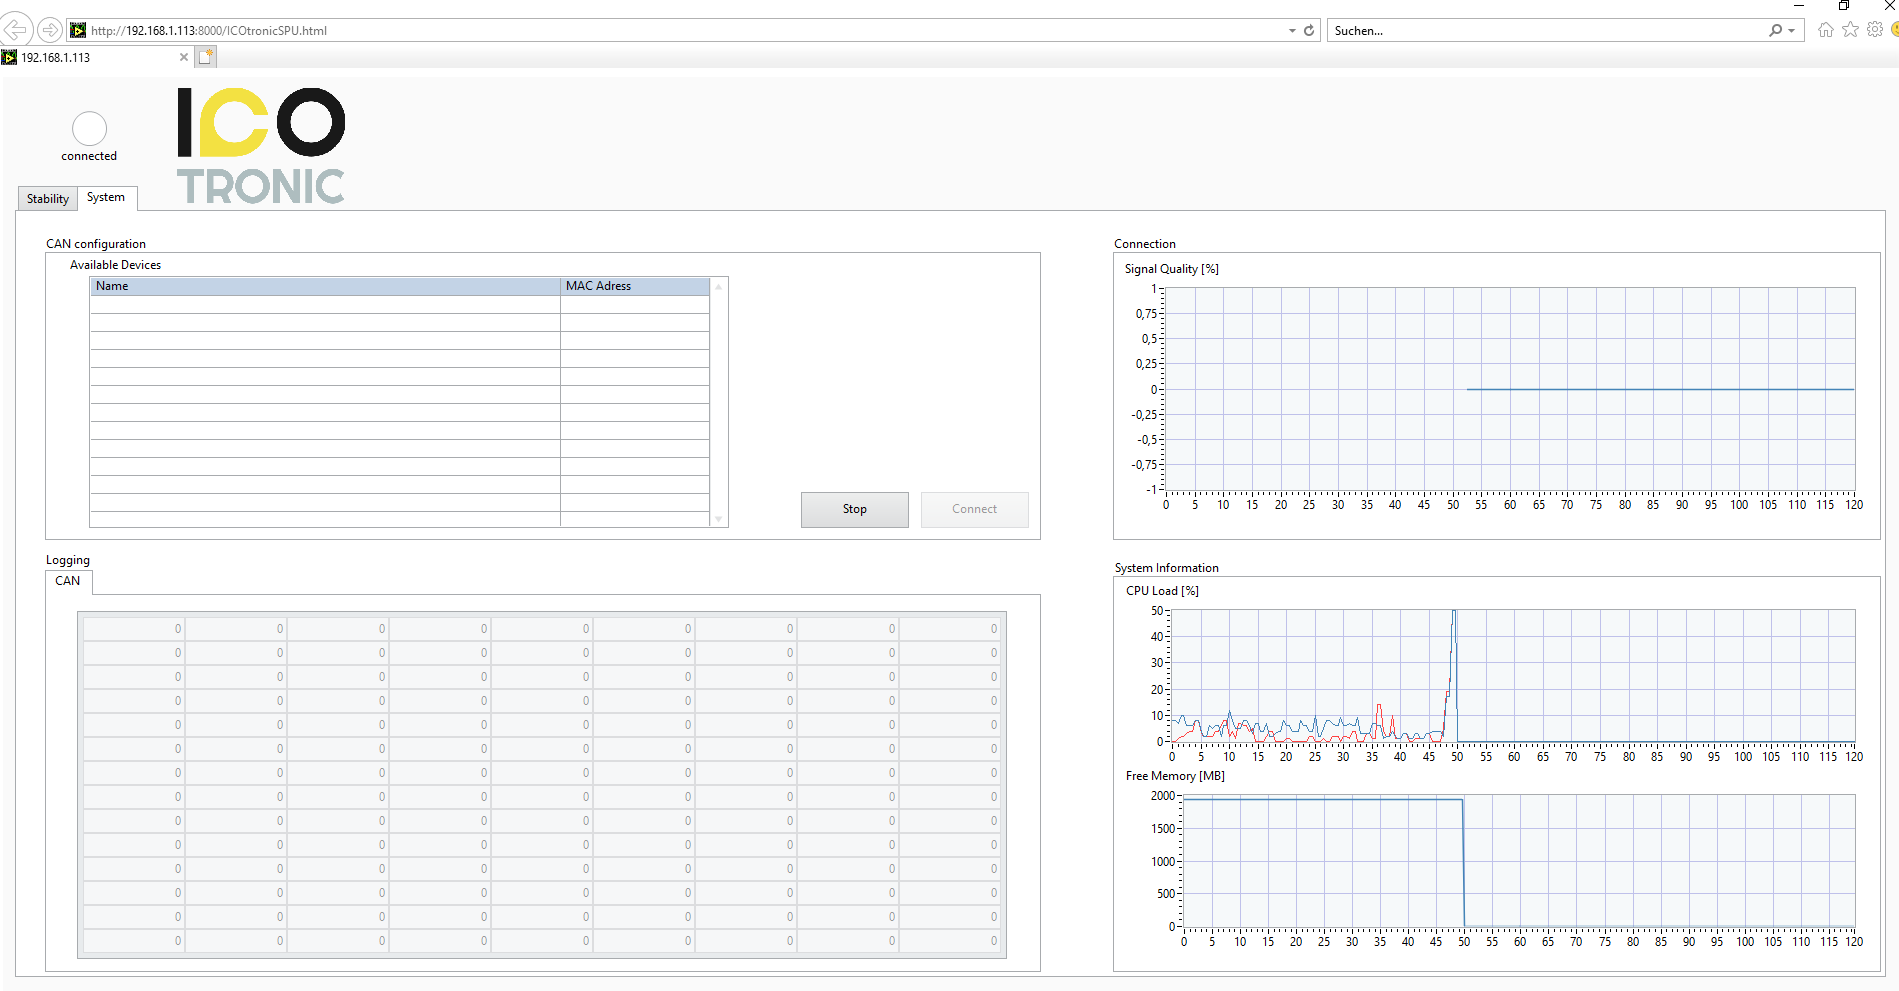 http://192.168.1.113:8000/ICOtronicSPU.html
Suchen...
192.168.1.113
connected
ICO
TRONIC
Stability System
CAN configuration
Available Devices
Name MAC Adress
Stop Connect
Logging
CAN
0 0 0 0 0 0 0 0 0
0 0 0 0 0 0 0 0 0
0 0 0 0 0 0 0 0 0
0 0 0 0 0 0 0 0 0
0 0 0 0 0 0 0 0 0
0 0 0 0 0 0 0 0 0
0 0 0 0 0 0 0 0 0
0 0 0 0 0 0 0 0 0
0 0 0 0 0 0 0 0 0
0 0 0 0 0 0 0 0 0
0 0 0 0 0 0 0 0 0
0 0 0 0 0 0 0 0 0
0 0 0 0 0 0 0 0 0
0 0 0 0 0 0 0 0 0
Connection
Signal Quality [%]
1
0,75
0,5
0,25
0
-0,25
-0,5
-0,75
-1
0 5 10 15 20 25 30 35 40 45 50 55 60 65 70 75 80 85 90 95 100 105 110 115 120
System Information
CPU Load [%]
50
40
30
20
10
0
0 5 10 15 20 25 30 35 40 45 50 55 60 65 70 75 80 85 90 95 100 105 110 115 120
Free Memory [MB]
2000
1500
1000
500
0
0 5 10 15 20 25 30 35 40 45 50 55 60 65 70 75 80 85 90 95 100 105 110 115 120